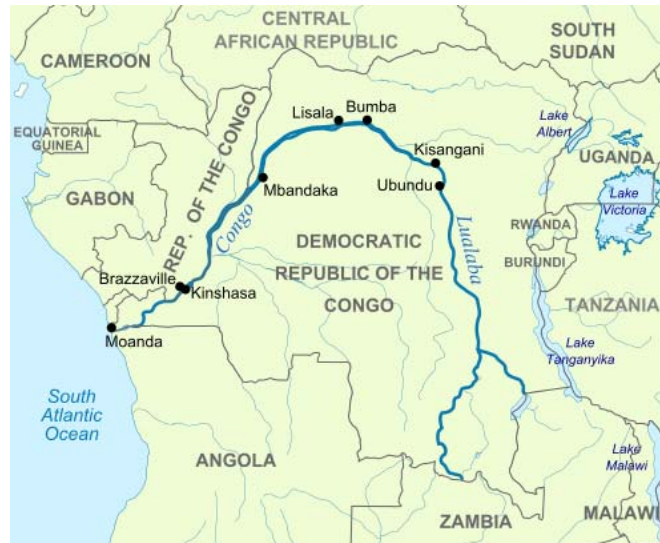 CENTRAL
AFRICAN REPUBLIC
SOUTH
SUDAN
CAMEROON
EQUATORIAL
GUINEA
GABON
REP. OF THE CONGO
Lisala
Bumba
Lake
Albert
Kisangani
UGANDA
Ubundu
Mbandaka
Congo
Lualaba
Lake
Victoria
RWANDA
BURUNDI
DEMOCRATIC
REPUBLIC OF THE
CONGO
Brazzaville
Kinshasa
TANZANIA
Moanda
Lake
Tanganyika
South
Atlantic
Ocean
ANGOLA
Lake
Malawi
ZAMBIA
MALAWI